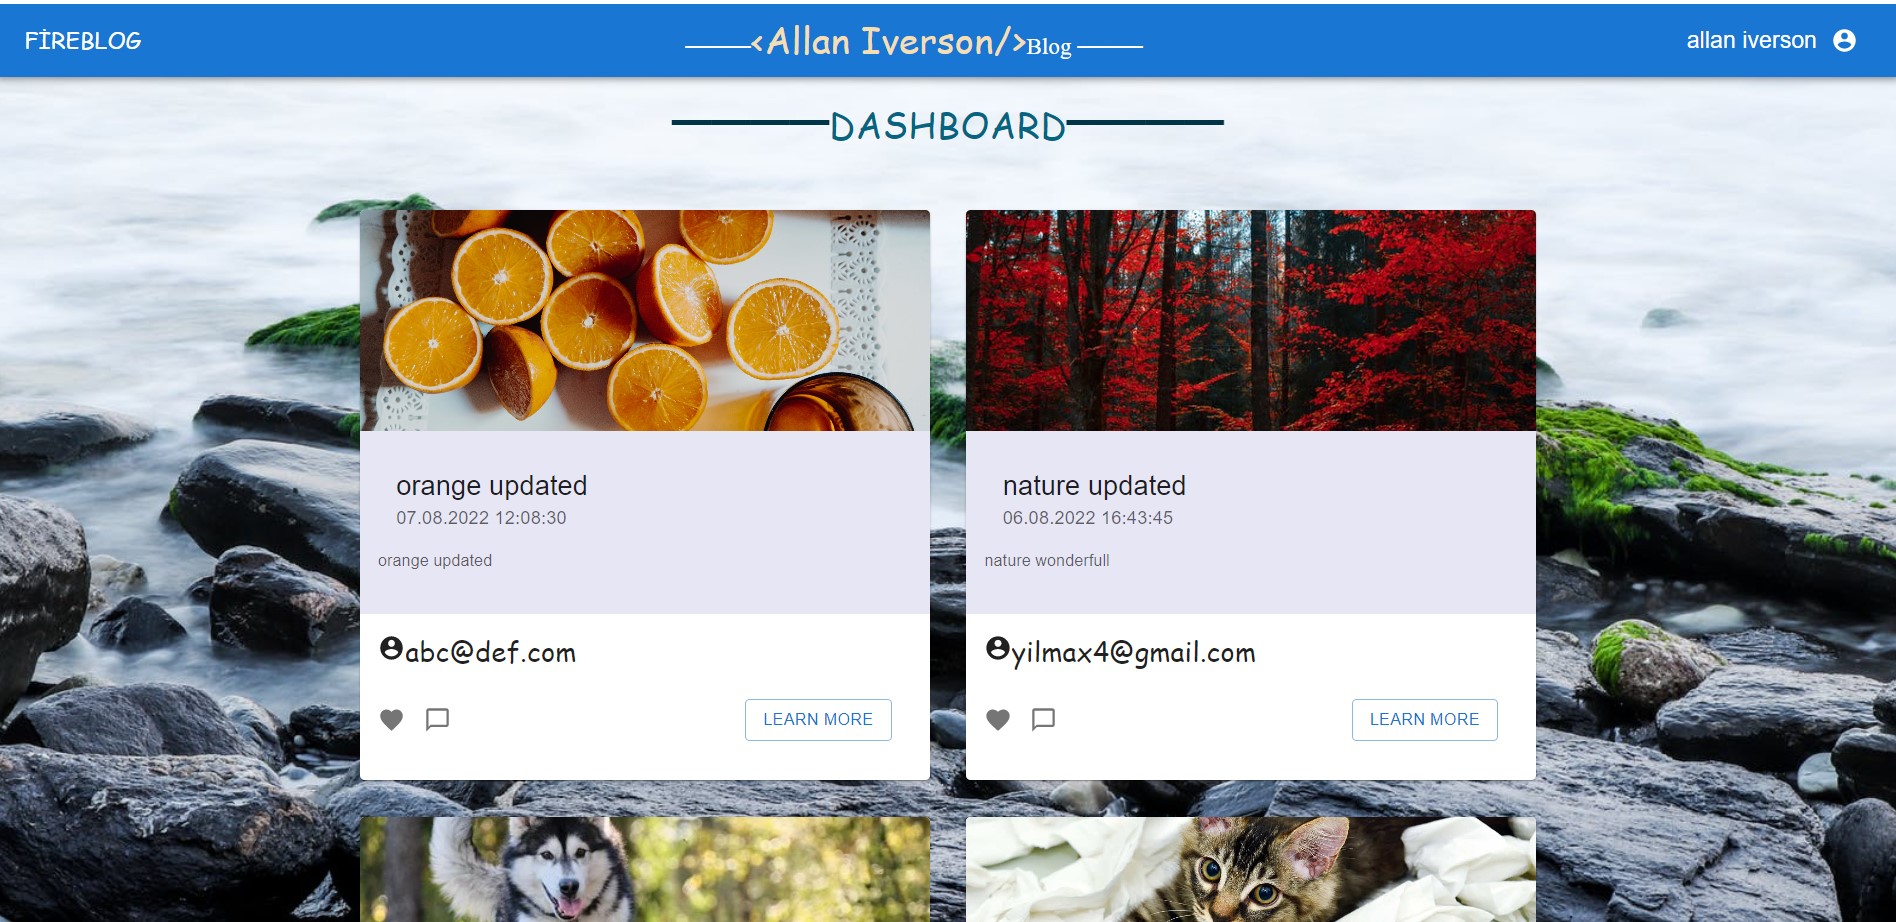 FİREBLOG
<Allan Iverson/>Blog
allan iverson
DASHBOARD
orange updated
07.08.2022 12:08:30
orange updated
abc@def.com
LEARN MORE
nature updated
06.08.2022 16:43:45
nature wonderfull
yilmax4@gmail.com
LEARN MORE